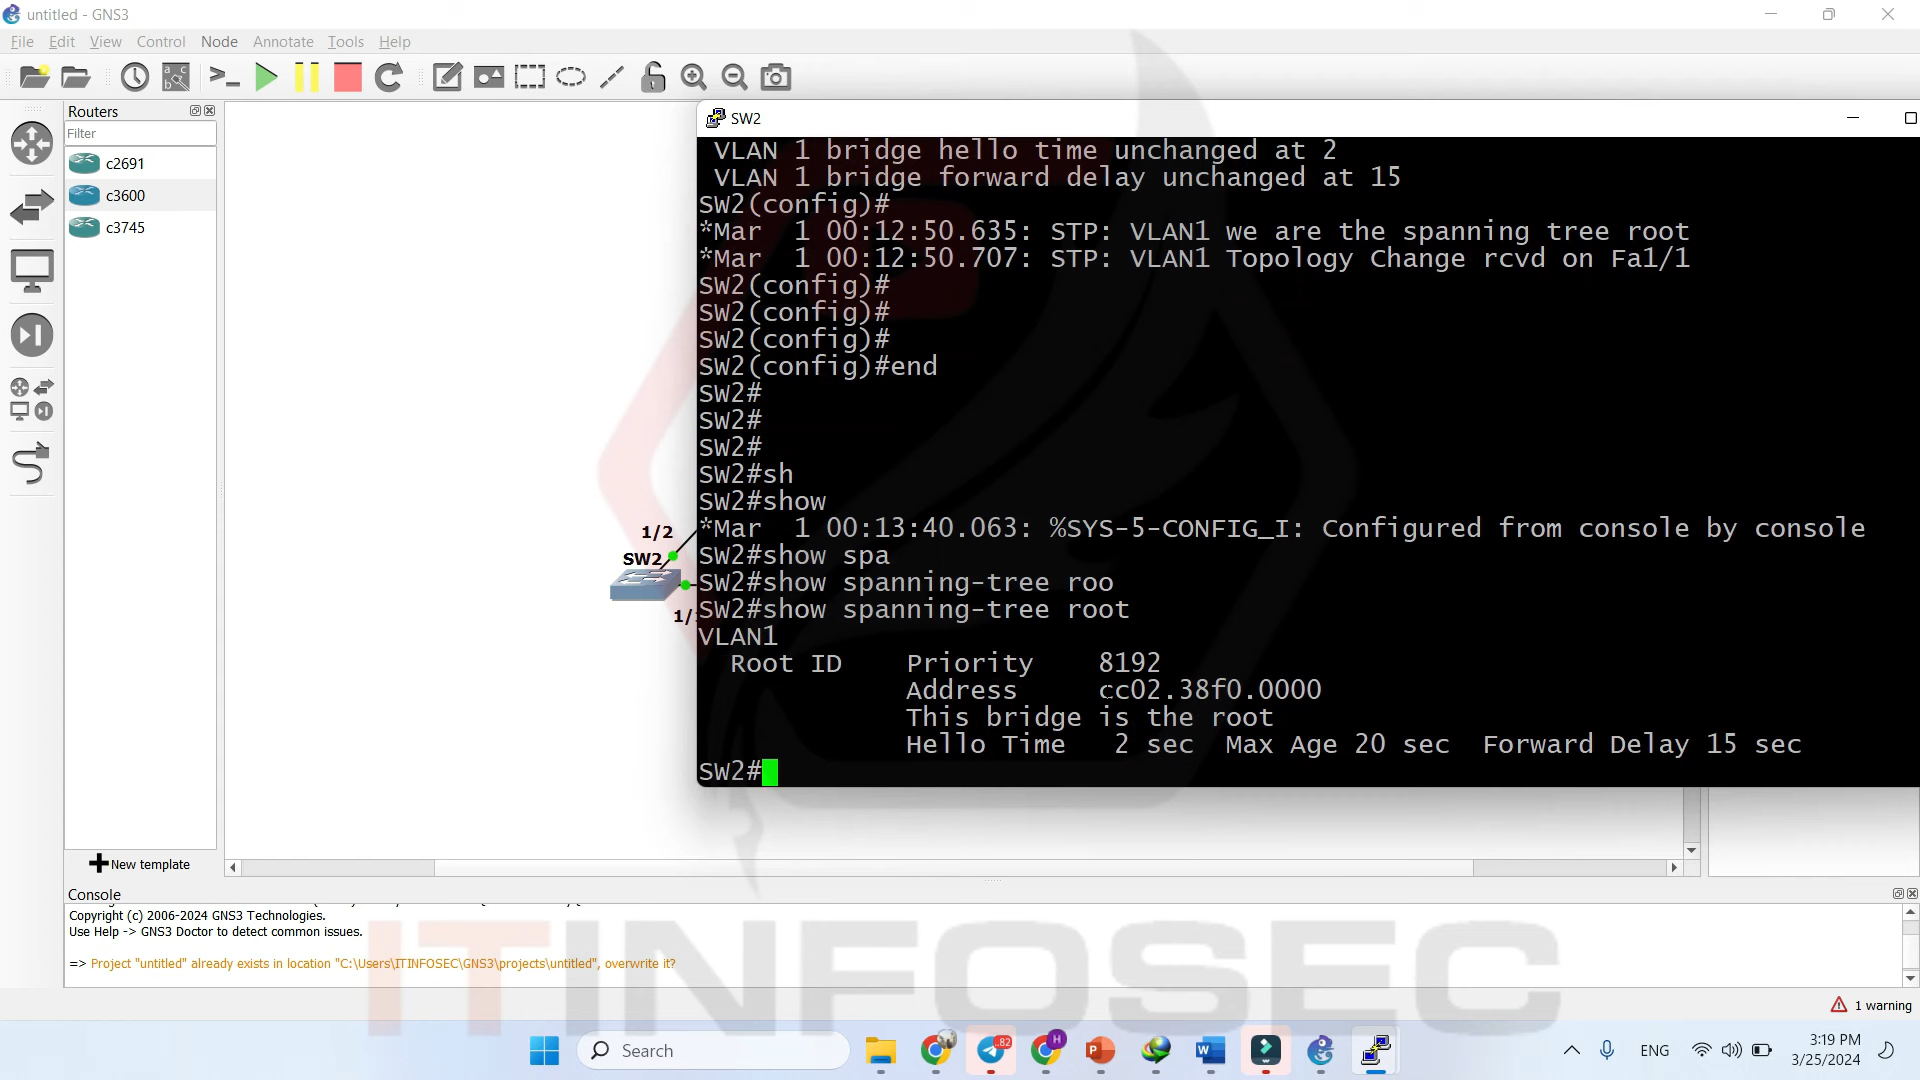 untitled - GNS3
File Edit View Control Node Annotate Tools Help
Routers
Filter
c2691
c3600
c3745
New template
1/2
SW2
1/
SW2
VLAN 1 bridge hello time unchanged at 2
VLAN 1 bridge forward delay unchanged at 15
SW2(config)#
*Mar  1 00:12:50.635: STP: VLAN1 we are the spanning tree root
*Mar  1 00:12:50.707: STP: VLAN1 Topology Change rcvd on Fa1/1
SW2(config)#
SW2(config)#
SW2(config)#
SW2(config)#end
SW2#
SW2#
SW2#
SW2#sh
SW2#show
*Mar  1 00:13:40.063: %SYS-5-CONFIG_I: Configured from console by console
SW2#show spa
SW2#show spanning-tree roo
SW2#show spanning-tree root
VLAN1
Root ID    Priority    8192
Address     cc02.38f0.0000
This bridge is the root
Hello Time   2 sec  Max Age 20 sec  Forward Delay 15 sec
SW2#
Console
Copyright (c) 2006-2024 GNS3 Technologies.
Use Help -> GNS3 Doctor to detect common issues.
=> Project "untitled" already exists in location "C:\Users\ITINFOSEC\GNS3\projects\untitled", overwrite it?
ITINFOSEC
1 warning
Search
82
H
ENG
3:19 PM
3/25/2024